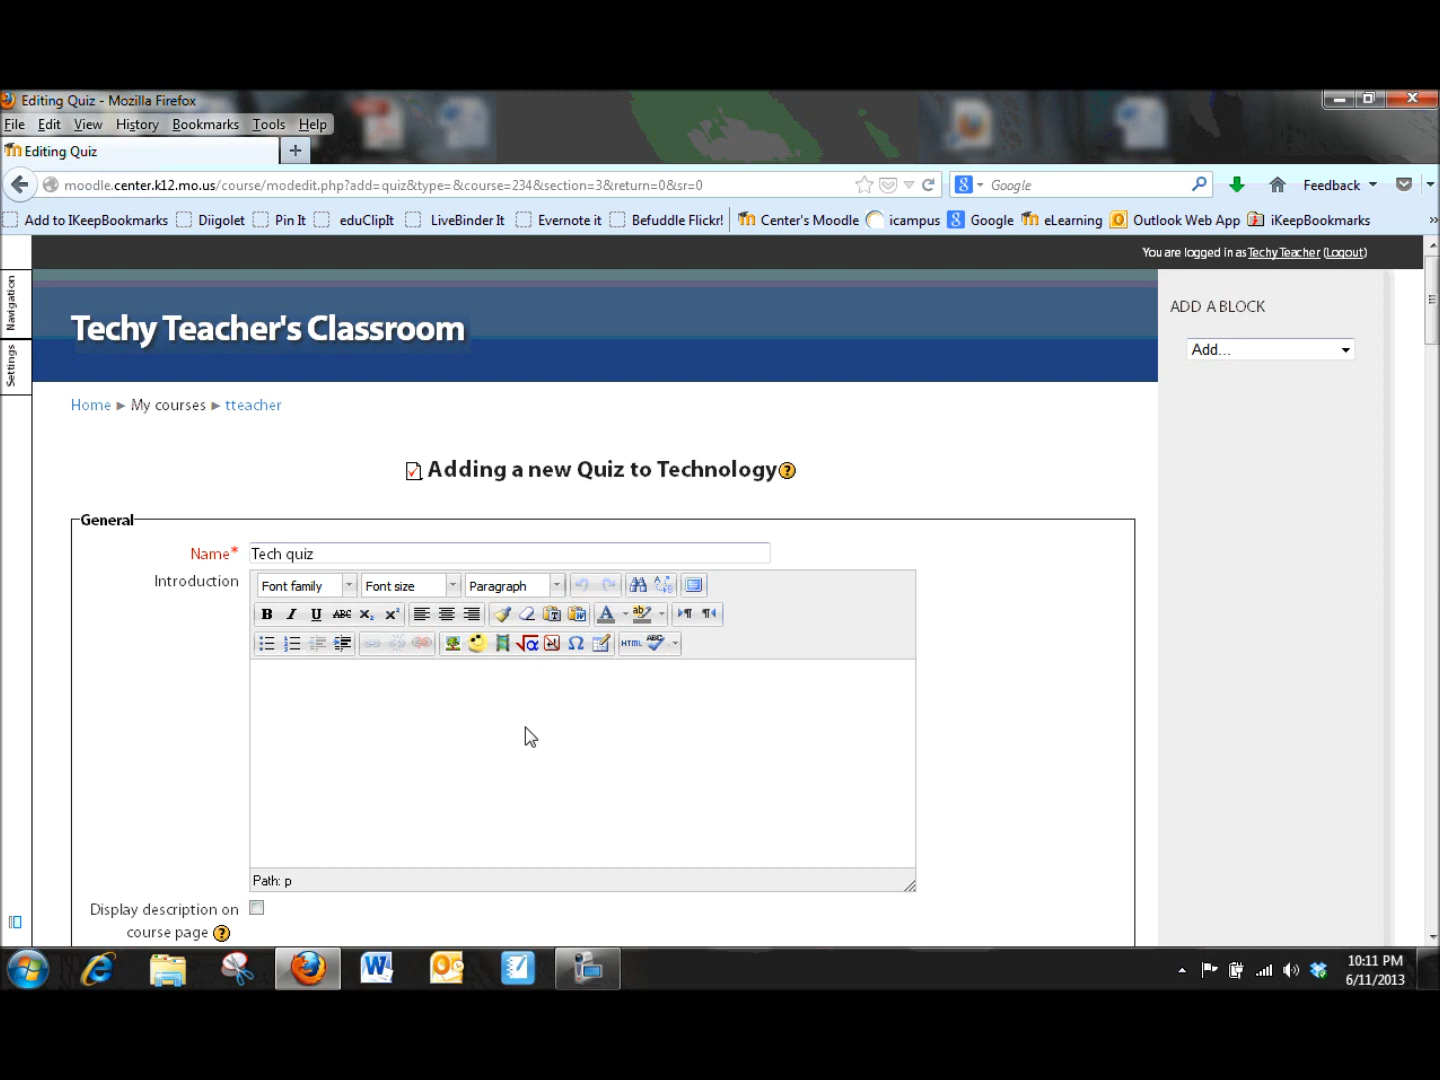 Editing Quiz - Mozilla Firefox
File Edit View History Bookmarks Tools Help
Editing Quiz
moodle.center.k12.mo.us/course/modedit.php?add=quiz&type=&course=234&section=3&return=0&sr=0
Google
Feedback
Add to IKeepBookmarks Diigolet Pin It eduClipIt LiveBinder It Evernote it Befuddle Flickr! Center's Moodle icampus Google eLearning Outlook Web App iKeepBookmarks »
You are logged in as Techy Teacher (Logout)
Navigation
Settings
Techy Teacher's Classroom
ADD A BLOCK
Add...
Home ► My courses ► tteacher
Adding a new Quiz to Technology
General
Name* Tech quiz
Introduction
Font family Font size Paragraph
B I U ABC X₂ X²
HTML ABC
Path: p
Display description on
course page
10:11 PM
6/11/2013